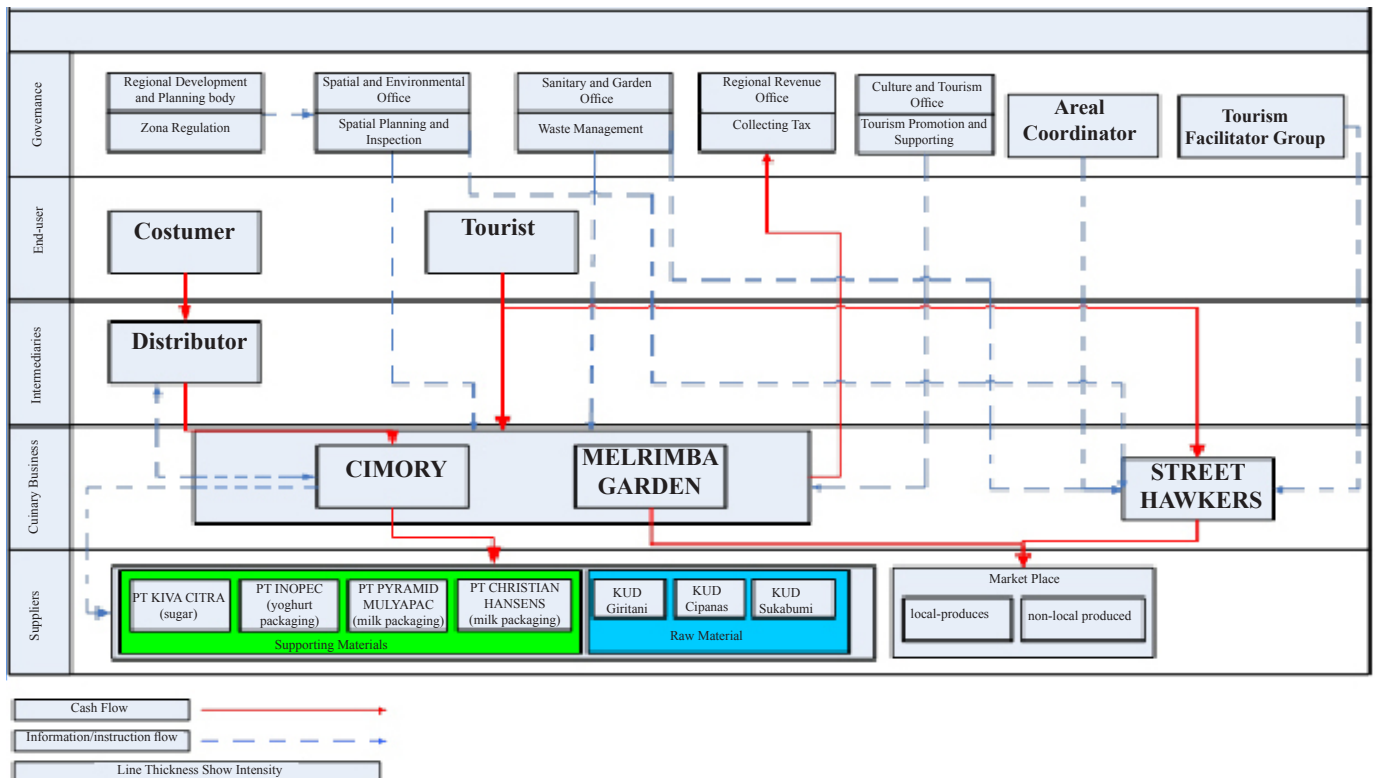 Governance
Regional Development
and Planning body
Zona Regulation
Spatial and Environmental
Office
Spatial Planning and
Inspection
Sanitary and Garden
Office
Waste Management
Regional Revenue
Office
Collecting Tax
Culture and Tourism
Office
Tourism Promotion and
Supporting
Areal
Coordinator
Tourism
Facilitator Group
End-user
Costumer
Tourist
Intermediaries
Distributor
Cuinary Business
CIMORY
MELRIMBA
GARDEN
STREET
HAWKERS
Suppliers
PT KIVA CITRA
(sugar)
PT INOPEC
(yoghurt
packaging)
PT PYRAMID
MULYAPAC
(milk packaging)
PT CHRISTIAN
HANSENS
(milk packaging)
Supporting Materials
KUD
Giritani
KUD
Cipanas
KUD
Sukabumi
Raw Material
Market Place
local-produces
non-local produced
Cash Flow
Information/instruction flow
Line Thickness Show Intensity